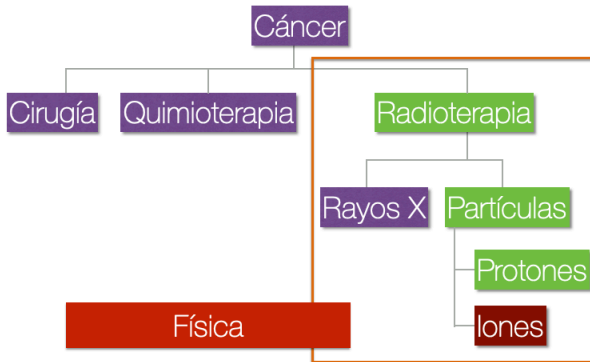 Cáncer
Cirugía
Quimioterapia
Radioterapia
Rayos X
Partículas
Protones
Iones
Física